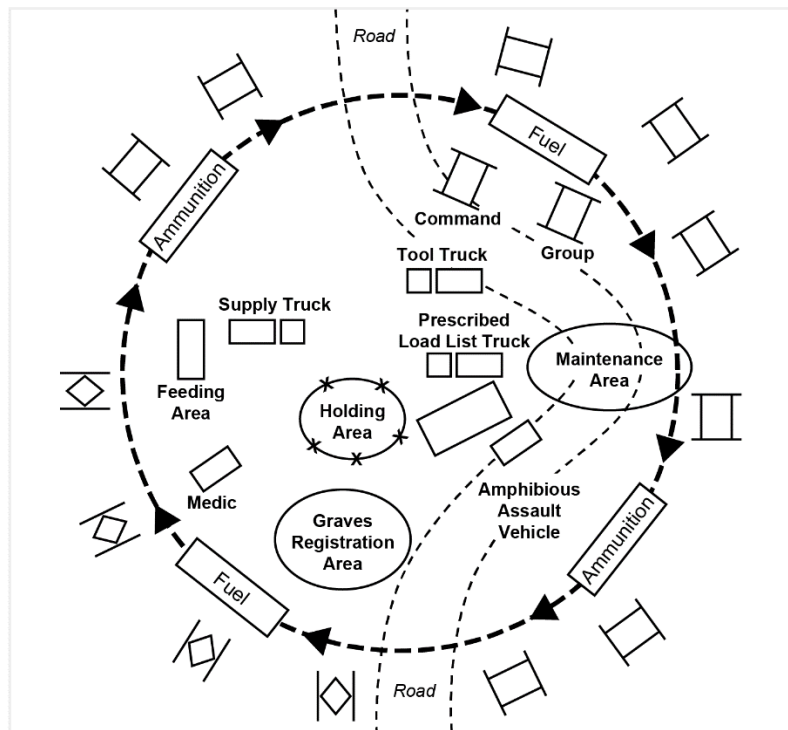 Road
Fuel
Ammunition
Command
Group
Tool Truck
Supply Truck
Prescribed
Load List Truck
Maintenance
Area
Feeding
Area
Holding
Area
Medic
Amphibious
Assault
Vehicle
Graves
Registration
Area
Ammunition
Fuel
Road